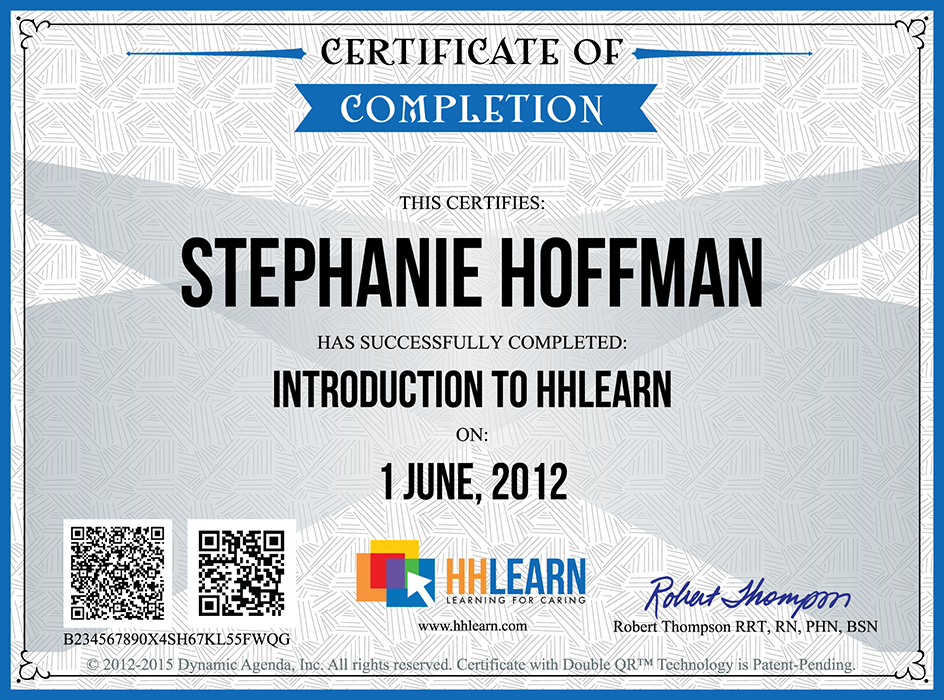 CERTIFICATE OF
COMPLETION
THIS CERTIFIES:
STEPHANIE HOFFMAN
HAS SUCCESSFULLY COMPLETED:
INTRODUCTION TO HHLEARN
ON:
1 JUNE, 2012
HHLEARN
LEARNING FOR CARING
www.hhlearn.com
Robert Thompson
Robert Thompson RRT, RN, PHN, BSN
B234567890X4SH67KL55FWQG
© 2012-2015 Dynamic Agenda, Inc. All rights reserved. Certificate with Double QR™ Technology is Patent-Pending.